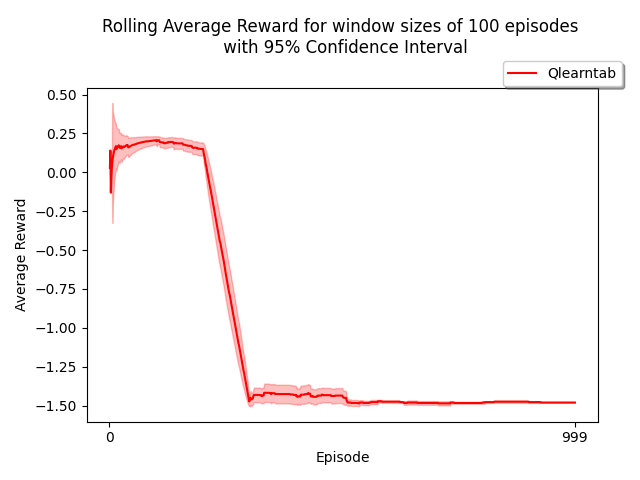 Rolling Average Reward for window sizes of 100 episodes
with 95% Confidence Interval
Qlearntab
0.50
0.25
0.00
−0.25
−0.50
−0.75
−1.00
−1.25
−1.50
Average Reward
0 999
Episode